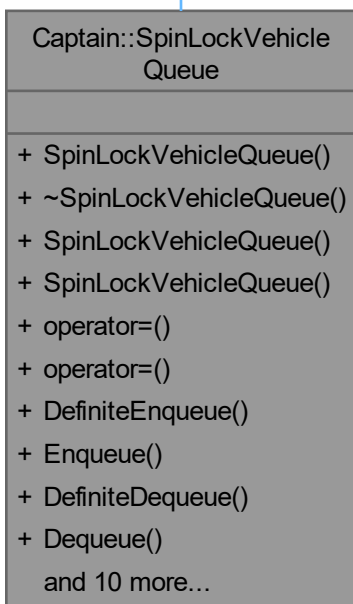 Captain::SpinLockVehicle
Queue
+ SpinLockVehicleQueue()
+ ~SpinLockVehicleQueue()
+ SpinLockVehicleQueue()
+ SpinLockVehicleQueue()
+ operator=()
+ operator=()
+ DefiniteEnqueue()
+ Enqueue()
+ DefiniteDequeue()
+ Dequeue()
and 10 more...